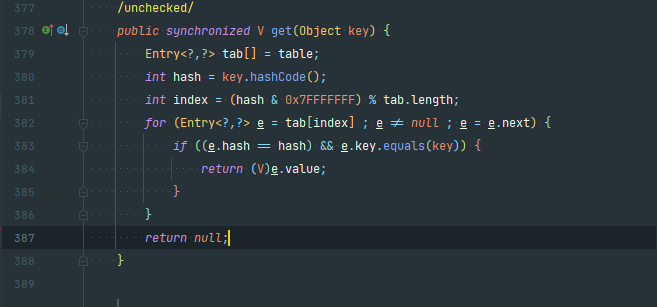 377 /unchecked/
378 public synchronized V get(Object key) {
379 Entry<?,?> tab[] = table;
380 int hash = key.hashCode();
381 int index = (hash & 0x7FFFFFFF) % tab.length;
382 for (Entry<?,?> e = tab[index] ; e ≠ null ; e = e.next) {
383 if ((e.hash == hash) && e.key.equals(key)) {
384 return (V)e.value;
385 }
386 }
387 return null;
388 }
389